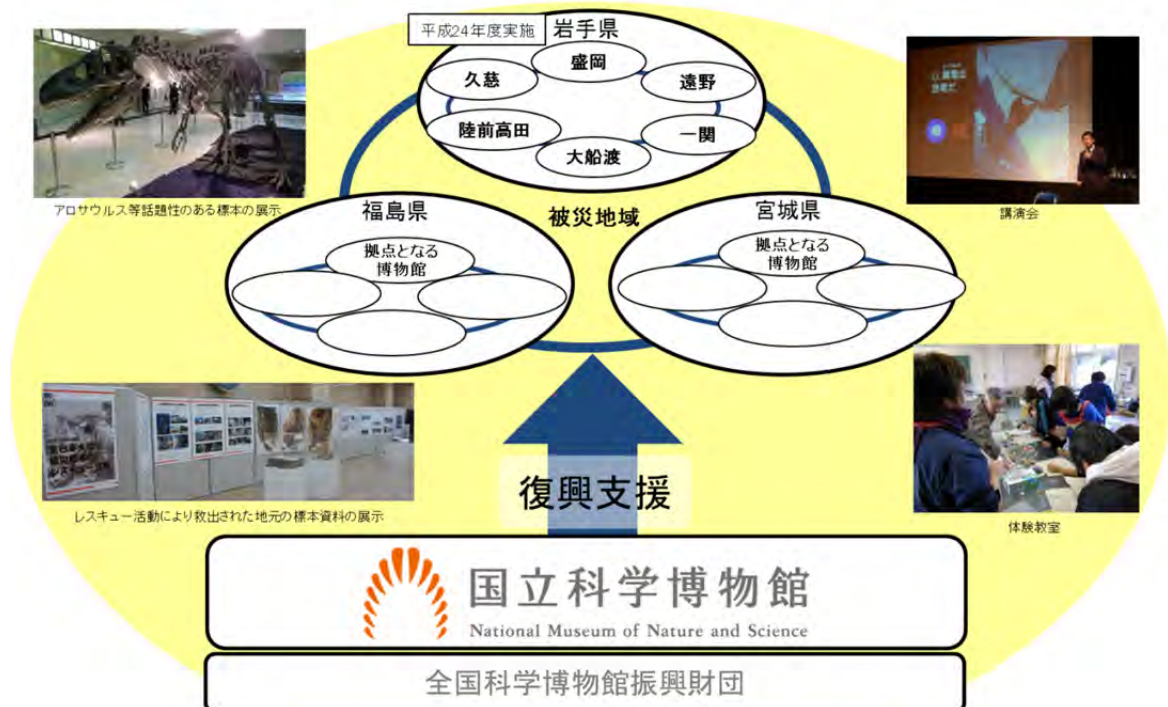 平成24年度実施
岩手県
盛岡
久慈
遠野
陸前高田
一関
大船渡
アロサウルス等話題性のある標本の展示
講演会
福島県
被災地域
宮城県
拠点となる
博物館
拠点となる
博物館
復興支援
レスキュー活動により救出された地元の標本資料の展示
体験教室
国立科学博物館
National Museum of Nature and Science
全国科学博物館振興財団